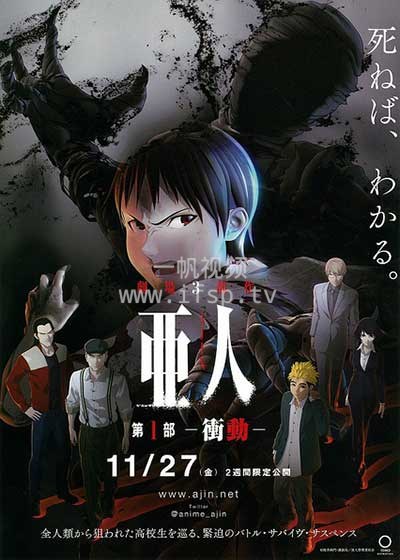 死ねば、わかる。
一帆视频
www.ifsp.tv
亜人
第1部 ―衝動―
11/27(金) 2週間限定公開
www.ajin.net
Twitter
@anime_ajin
全人類から狙われた高校生を巡る、緊迫のバトル・サバイヴ・サスペンス